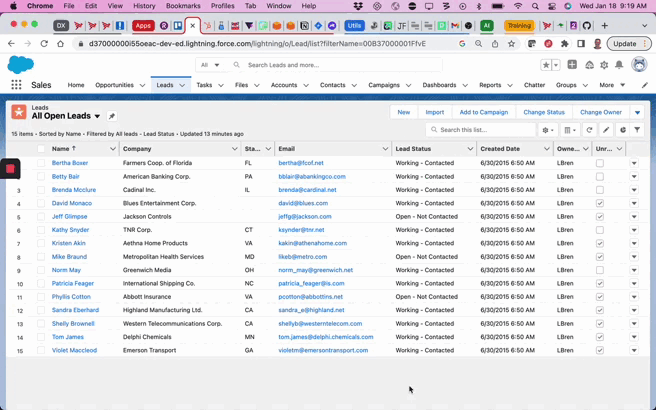 Chrome File Edit View History Bookmarks Profiles Tab Window Help Wed Jan 18 9:19 AM
DX Apps Utils JF AI Training
d37000000i55oeac-dev-ed.lightning.force.com/lightning/o/Lead/list?filterName=00B37000001FfvE Update
All Search Leads and more...
Sales Home Opportunities Leads Tasks Files Accounts Contacts Campaigns Dashboards Reports Chatter More
Leads
All Open Leads
New Import Add to Campaign Change Status Change Owner
15 items • Sorted by Name • Filtered by All leads - Lead Status • Updated 13 minutes ago
Search this list...
Name ↑ Company Sta... Email Lead Status Created Date Owne... Unr...
Bertha Boxer Farmers Coop. of Florida FL bertha@fcof.net Working - Contacted 6/30/2015 6:50 AM LBren
Betty Bair American Banking Corp. PA bblair@abankingco.com Working - Contacted 6/30/2015 6:50 AM LBren
3 Brenda Mcclure Cadinal Inc. IL brenda@cardinal.net Working - Contacted 6/30/2015 6:50 AM LBren
4 David Monaco Blues Entertainment Corp. david@blues.com Working - Contacted 6/30/2015 6:50 AM LBren
5 Jeff Glimpse Jackson Controls jeffg@jackson.com Open - Not Contacted 6/30/2015 6:50 AM LBren
6 Kathy Snyder TNR Corp. CT ksynder@tnr.net Working - Contacted 6/30/2015 6:50 AM LBren
7 Kristen Akin Aethna Home Products VA kakin@athenahome.com Working - Contacted 6/30/2015 6:50 AM LBren
8 Mike Braund Metropolitan Health Services MD likeb@metro.com Open - Not Contacted 6/30/2015 6:50 AM LBren
9 Norm May Greenwich Media OH norm_may@greenwich.net Working - Contacted 6/30/2015 6:50 AM LBren
10 Patricia Feager International Shipping Co. NC patricia_feager@is.com Working - Contacted 6/30/2015 6:50 AM LBren
11 Phyllis Cotton Abbott Insurance VA pcotton@abbottins.net Open - Not Contacted 6/30/2015 6:50 AM LBren
12 Sandra Eberhard Highland Manufacturing Ltd. CA sandra_e@highland.net Working - Contacted 6/30/2015 6:50 AM LBren
13 Shelly Brownell Western Telecommunications Corp. CA shellyb@westerntelecom.com Working - Contacted 6/30/2015 6:50 AM LBren
14 Tom James Delphi Chemicals MN tom.james@delphi.chemicals.com Working - Contacted 6/30/2015 6:50 AM LBren
15 Violet Maccleod Emerson Transport GA violetm@emersontransport.com Working - Contacted 6/30/2015 6:50 AM LBren